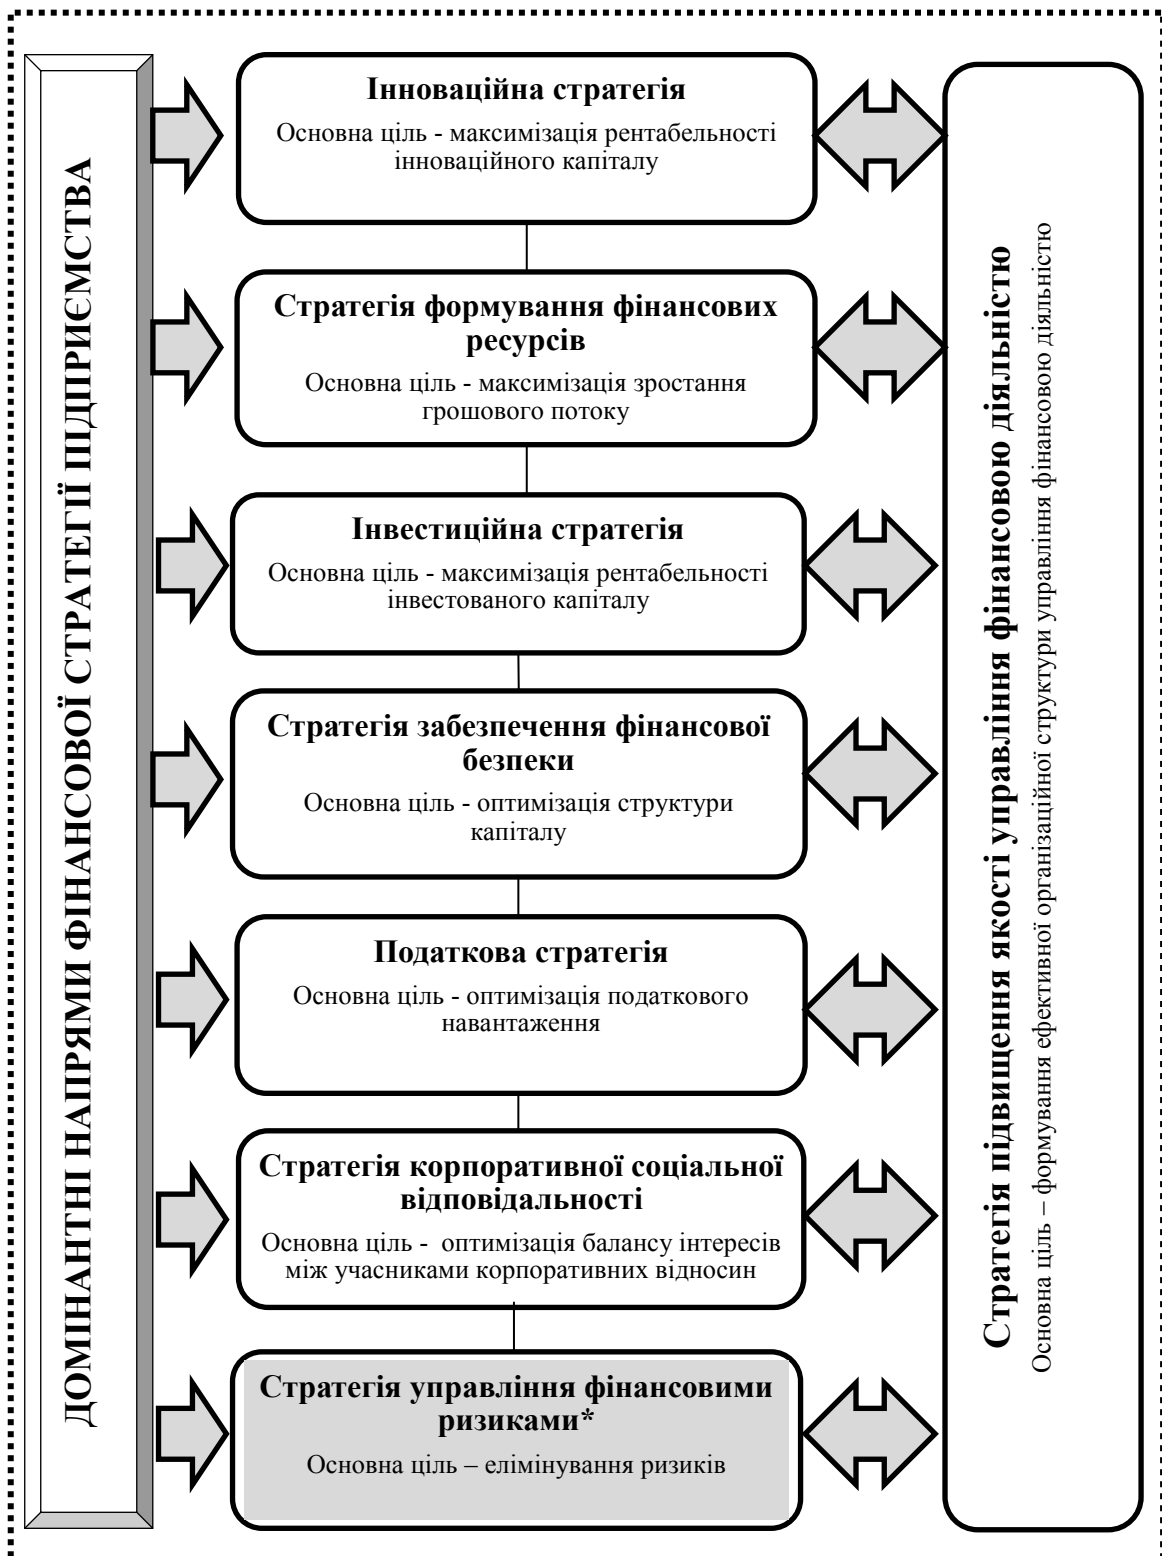 ДОМІНАНТНІ НАПРЯМИ ФІНАНСОВОЇ СТРАТЕГІЇ ПІДПРИЄМСТВА
Інноваційна стратегія
Основна ціль - максимізація рентабельності
інноваційного капіталу
Стратегія формування фінансових
ресурсів
Основна ціль - максимізація зростання
грошового потоку
Інвестиційна стратегія
Основна ціль - максимізація рентабельності
інвестованого капіталу
Стратегія забезпечення фінансової
безпеки
Основна ціль - оптимізація структури
капіталу
Податкова стратегія
Основна ціль - оптимізація податкового
навантаження
Стратегія корпоративної соціальної
відповідальності
Основна ціль - оптимізація балансу інтересів
між учасниками корпоративних відносин
Стратегія управління фінансовими
ризиками*
Основна ціль – елімінування ризиків
Стратегія підвищення якості управління фінансовою діяльністю
Основна ціль – формування ефективної організаційної структури управління фінансовою діяльністю